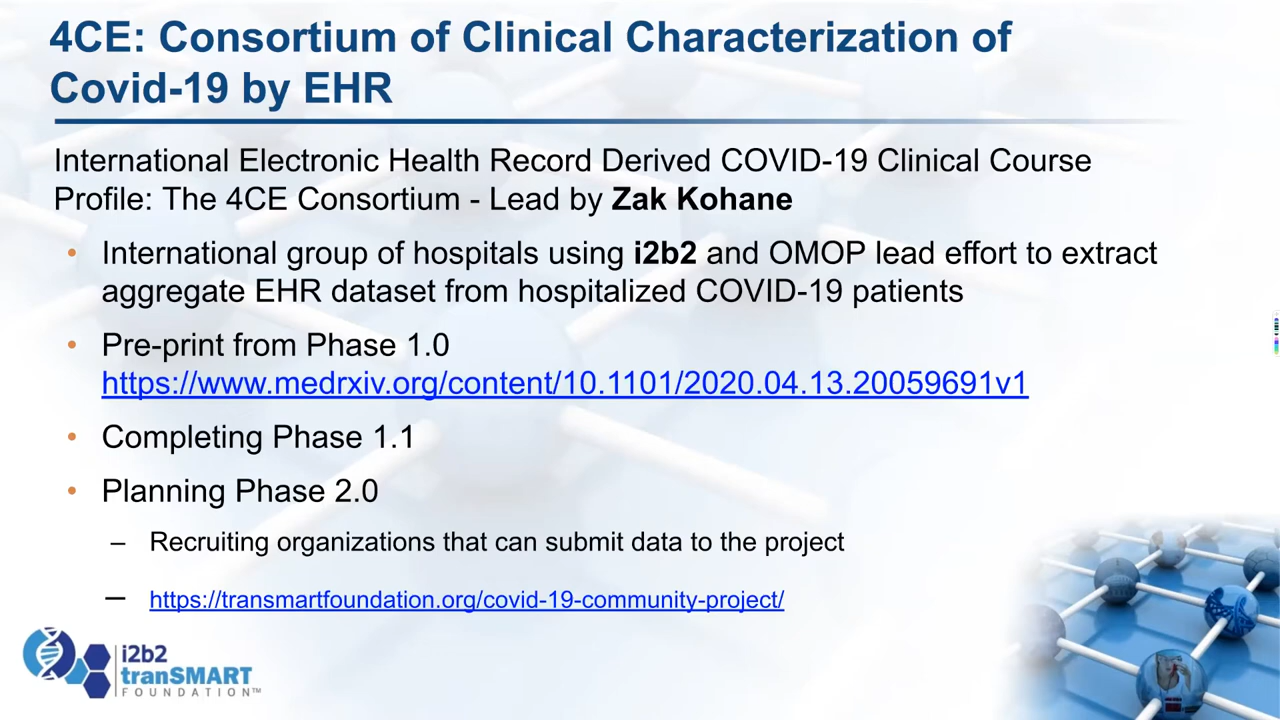 4CE: Consortium of Clinical Characterization of
Covid-19 by EHR
International Electronic Health Record Derived COVID-19 Clinical Course
Profile: The 4CE Consortium - Lead by Zak Kohane
• International group of hospitals using i2b2 and OMOP lead effort to extract
aggregate EHR dataset from hospitalized COVID-19 patients
• Pre-print from Phase 1.0
https://www.medrxiv.org/content/10.1101/2020.04.13.20059691v1
• Completing Phase 1.1
• Planning Phase 2.0
– Recruiting organizations that can submit data to the project
– https://transmartfoundation.org/covid-19-community-project/
i2b2
tranSMART
FOUNDATION™